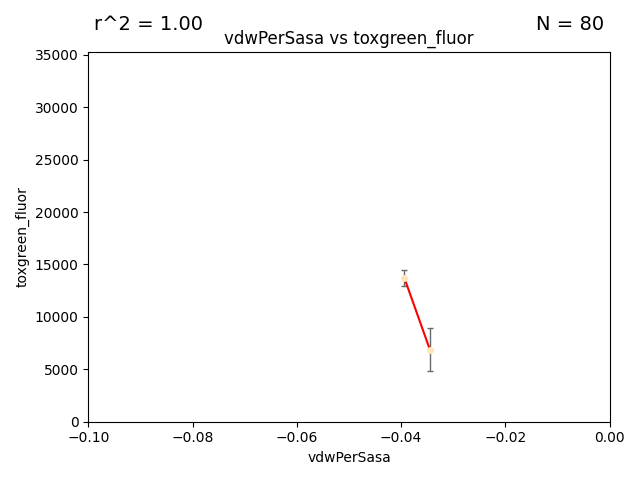 r^2 = 1.00
N = 80
vdwPerSasa vs toxgreen_fluor
35000
30000
25000
20000
15000
10000
5000
0
toxgreen_fluor
−0.10
−0.08
−0.06
−0.04
−0.02
0.00
vdwPerSasa